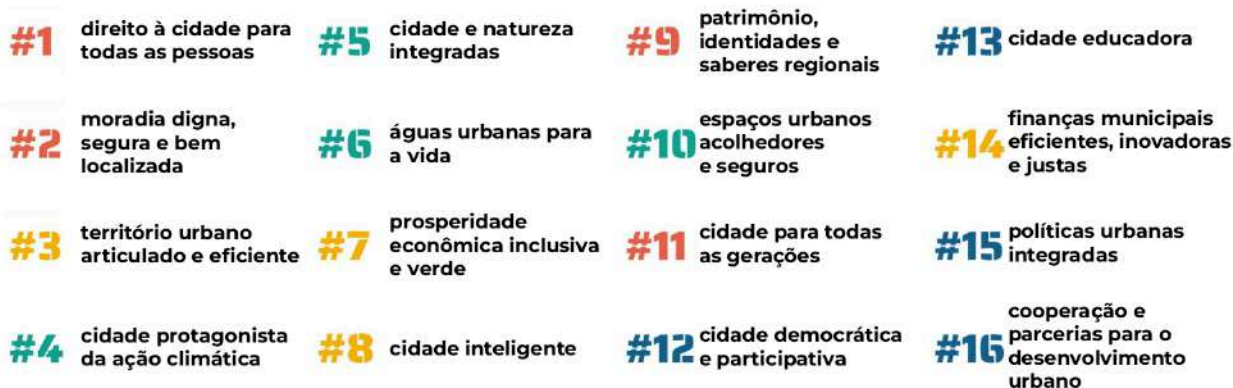 #1
direito à cidade para
todas as pessoas
#2
moradia digna,
segura e bem
localizada
#3
território urbano
articulado e eficiente
#4
cidade protagonista
da ação climática
#5
cidade e natureza
integradas
#6
águas urbanas para
a vida
#7
prosperidade
econômica inclusiva
e verde
#8
cidade inteligente
#9
patrimônio,
identidades e
saberes regionais
#10
espaços urbanos
acolhedores
e seguros
#11
cidade para todas
as gerações
#12
cidade democrática
e participativa
#13
cidade educadora
#14
finanças municipais
eficientes, inovadoras
e justas
#15
políticas urbanas
integradas
#16
cooperação e
parcerias para o
desenvolvimento
urbano